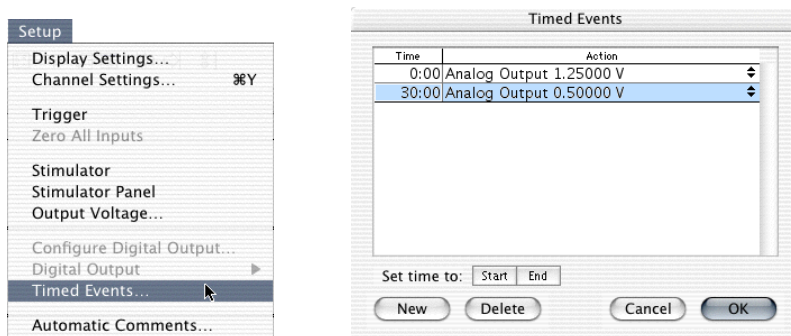 Setup
Display Settings...
Channel Settings... ⌘Y
Trigger
Zero All Inputs
Stimulator
Stimulator Panel
Output Voltage...
Configure Digital Output...
Digital Output
Timed Events...
Automatic Comments...
Timed Events
Time Action
0:00 Analog Output 1.25000 V
30:00 Analog Output 0.50000 V
Set time to: Start End
New Delete Cancel OK